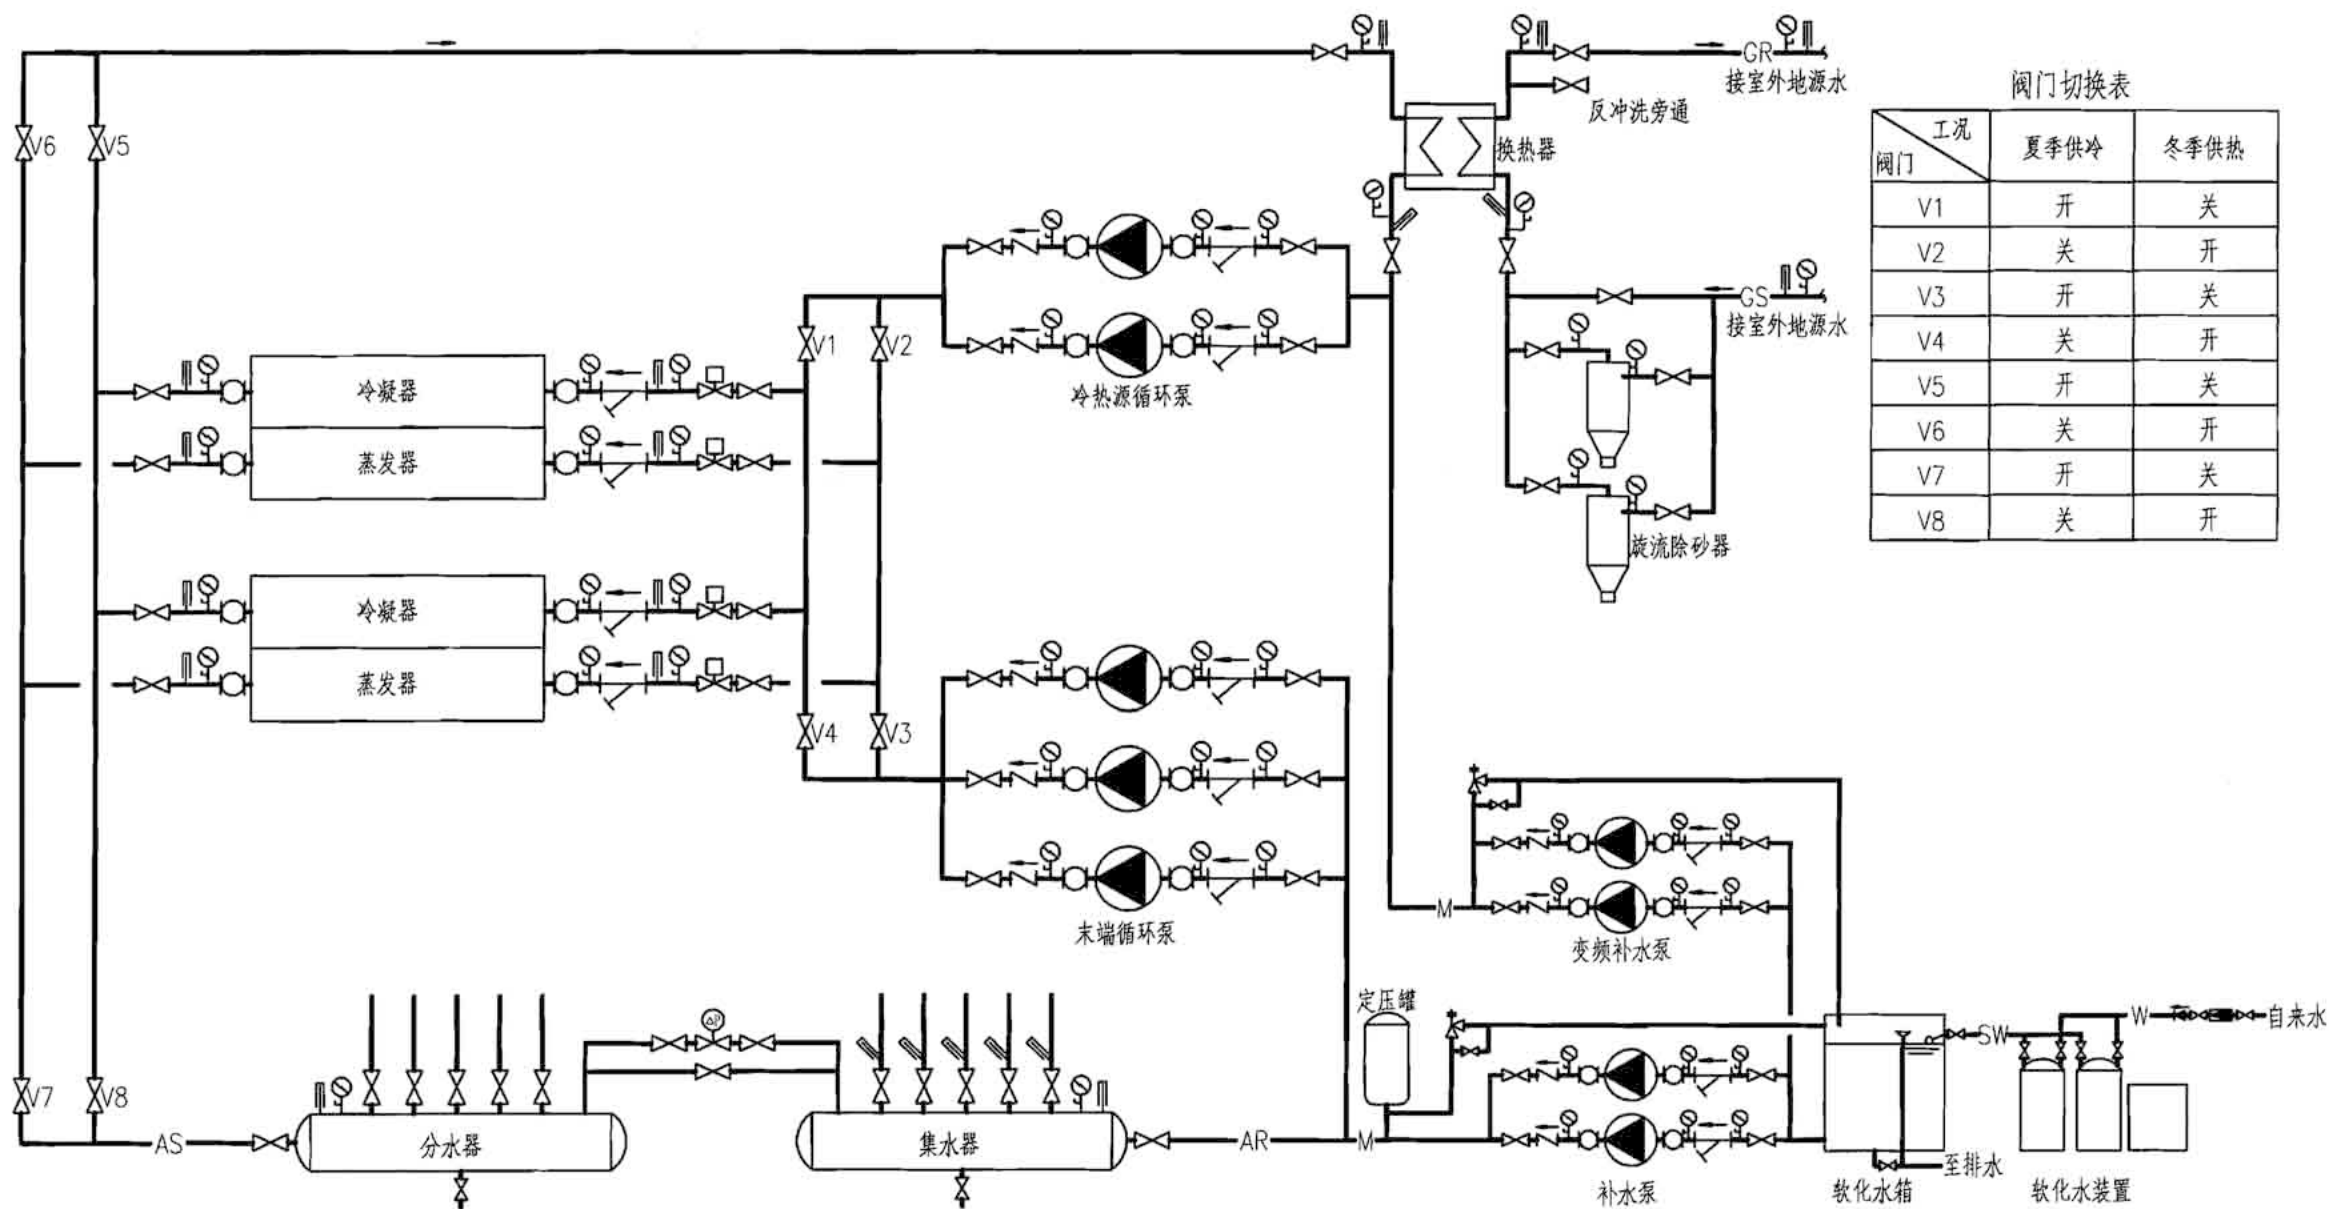 GR
接室外地源水
反冲洗旁通
换热器
V6
V5
阀门切换表
工况
阀门
夏季供冷
冬季供热
V1 开 关
V2 关 开
V3 开 关
V4 关 开
V5 开 关
V6 关 开
V7 开 关
V8 关 开
GS
接室外地源水
V1
V2
冷热源循环泵
冷凝器
蒸发器
旋流除砂器
冷凝器
蒸发器
V4
V3
末端循环泵
M
变频补水泵
定压罐
ΔP
W
自来水
SW
V7
V8
AS
分水器
集水器
AR
M
补水泵
至排水
软化水箱
软化水装置